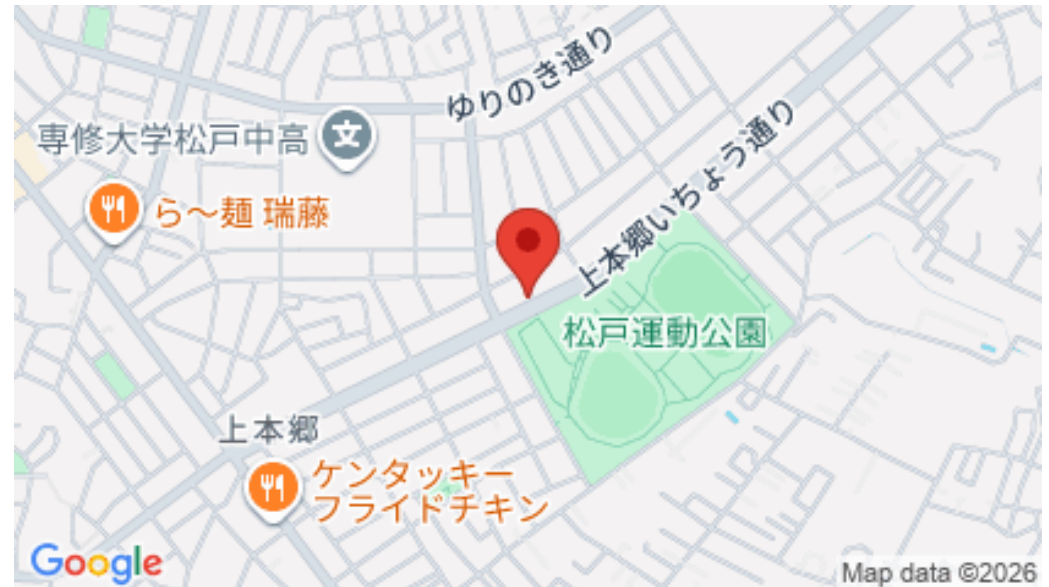 ゆりのき通り
専修大学松戸中高
ら〜麺 瑞藤
上本郷いちょう通り
松戸運動公園
上本郷
ケンタッキー
フライドチキン
Google
Map data ©2026